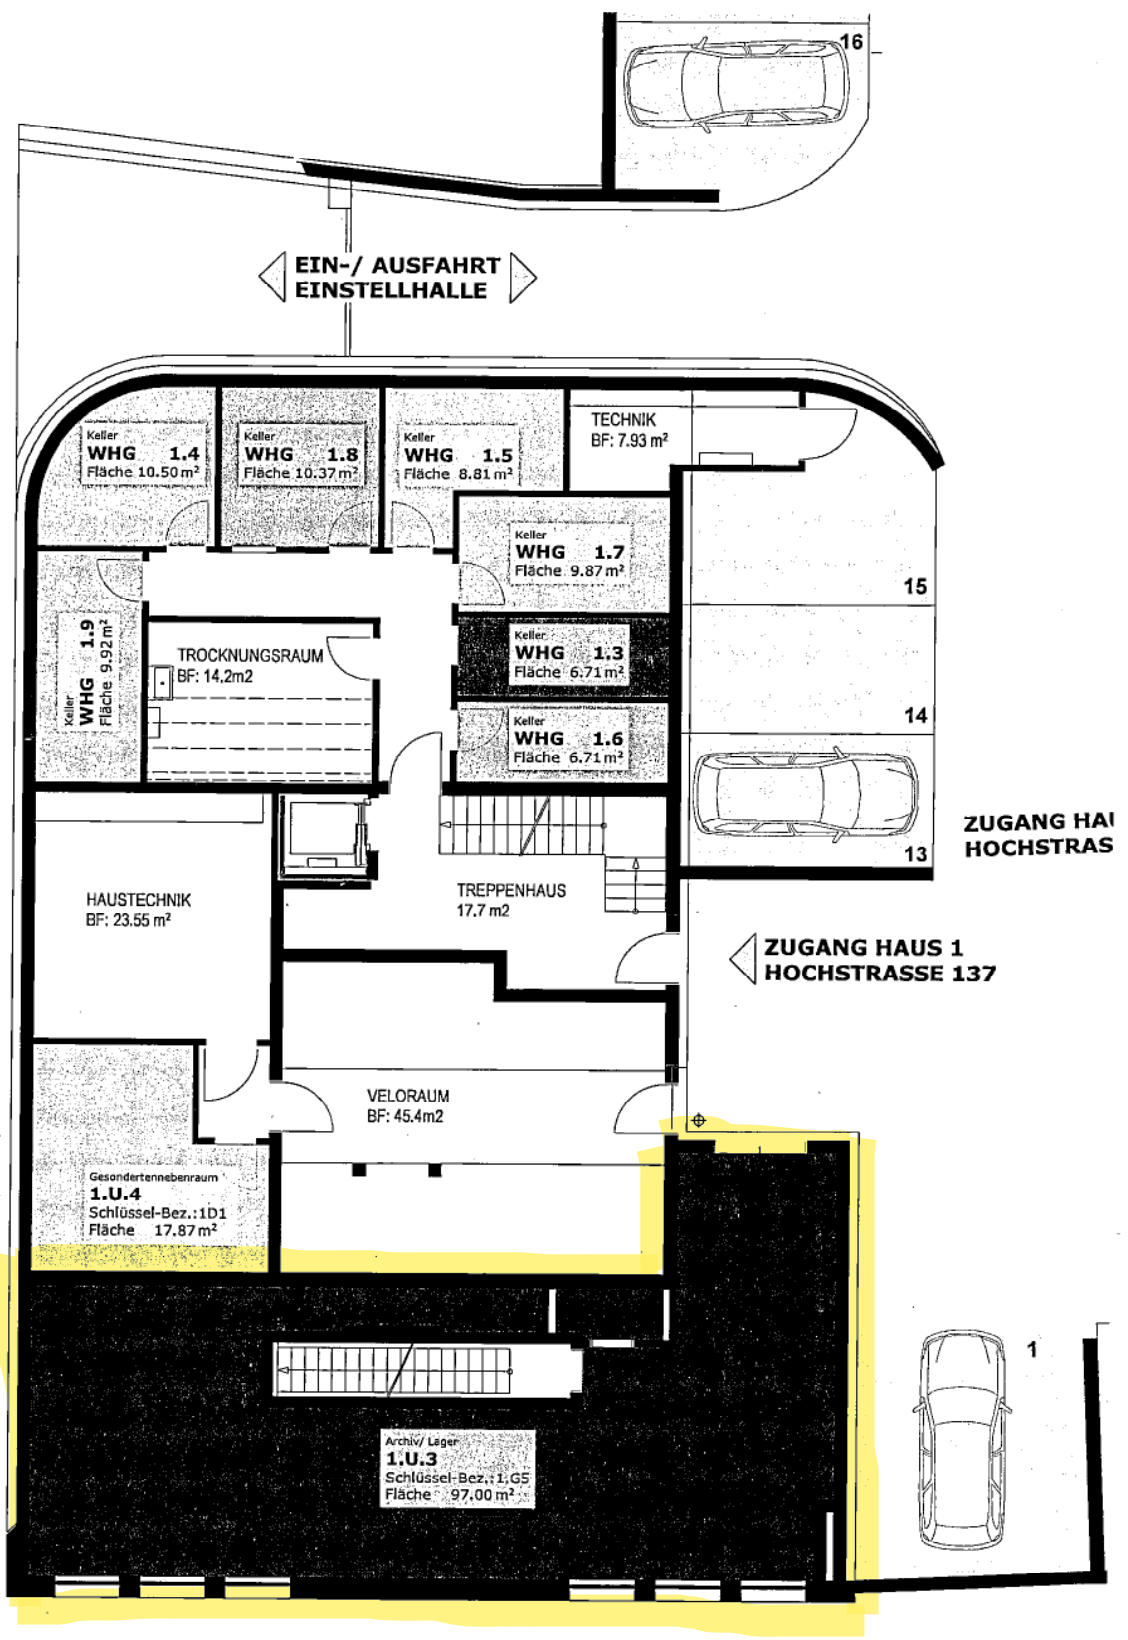 16
EIN-/ AUSFAHRT
EINSTELLHALLE
Keller
WHG 1.4
Fläche 10.50 m²
Keller
WHG 1.8
Fläche 10.37 m²
Keller
WHG 1.5
Fläche 8.81 m²
TECHNIK
BF: 7.93 m²
Keller
WHG 1.7
Fläche 9.87 m²
15
Keller
WHG 1.9
Fläche 9.92 m²
TROCKNUNGSRAUM
BF: 14.2m2
Keller
WHG 1.3
Fläche 6.71 m²
14
Keller
WHG 1.6
Fläche 6.71 m²
13
ZUGANG HAU
HOCHSTRAS
HAUSTECHNIK
BF: 23.55 m²
TREPPENHAUS
17.7 m2
ZUGANG HAUS 1
HOCHSTRASSE 137
VELORAUM
BF: 45.4m2
Gesondertennebenraum
1.U.4
Schlüssel-Bez.:1D1
Fläche 17.87 m²
1
Archiv/ Lager
1.U.3
Schlüssel-Bez.:1.G5
Fläche 97.00 m²